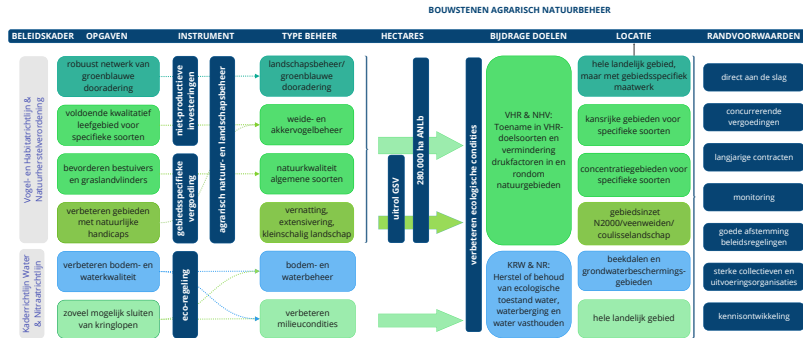 BOUWSTENEN AGRARISCH NATUURBEHEER
BELEIDSKADER
OPGAVEN
INSTRUMENT
TYPE BEHEER
HECTARES
BIJDRAGE DOELEN
LOCATIE
RANDVOORWAARDEN
Vogel- en Habitatrichtlijn &
Natuurherstelverordening
Kaderrichtlijn Water
& Nitraatrichtlijn
robuust netwerk van
groenblauwe
dooradering
voldoende kwalitatief
leefgebied voor
specifieke soorten
bevorderen bestuivers
en graslandvlinders
verbeteren gebieden
met natuurlijke
handicaps
verbeteren bodem- en
waterkwaliteit
zoveel mogelijk sluiten
van kringlopen
niet-productieve
investeringen
gebiedsspecifieke
vergoeding
eco-regeling
agrarisch natuur- en landschapsbeheer
landschapsbeheer/
groenblauwe
dooradering
weide- en
akkervogelbeheer
natuurkwaliteit
algemene soorten
vernatting,
extensivering,
kleinschalig landschap
bodem- en
waterbeheer
verbeteren
milieucondities
uitrol GSV
280.000 ha ANLb
verbeteren ecologische condities
VHR & NHV:
Toename in VHR-
doelsoorten en
vermindering
drukfactoren in en
rondom
natuurgebieden
KRW & NR:
Herstel of behoud
van ecologische
toestand water,
waterberging en
water vasthouden
hele landelijk gebied,
maar met gebiedsspecifiek
maatwerk
kansrijke gebieden voor
specifieke soorten
concentratiegebieden voor
specifieke soorten
gebiedsinzet
N2000/veenweiden/
coulisselandschap
beekdalen en
grondwaterbeschermings-
gebieden
hele landelijk gebied
direct aan de slag
concurrerende
vergoedingen
langjarige contracten
monitoring
goede afstemming
beleidsregelingen
sterke collectieven en
uitvoeringsorganisaties
kennisontwikkeling